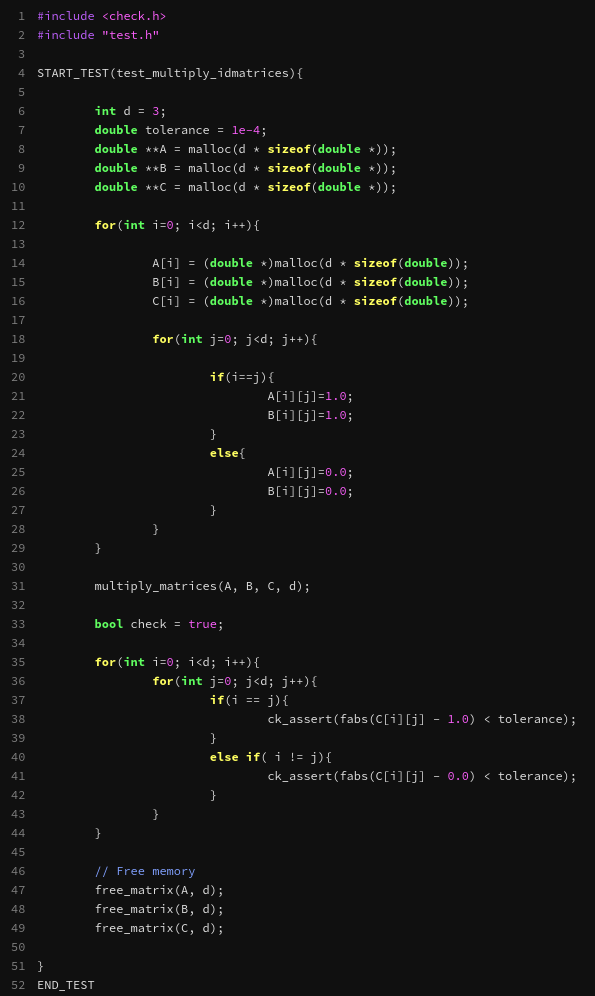 1 #include <check.h>
2 #include "test.h"
3
4 START_TEST(test_multiply_idmatrices){
5
6         int d = 3;
7         double tolerance = 1e-4;
8         double **A = malloc(d * sizeof(double *));
9         double **B = malloc(d * sizeof(double *));
10         double **C = malloc(d * sizeof(double *));
11
12         for(int i=0; i<d; i++){
13
14                 A[i] = (double *)malloc(d * sizeof(double));
15                 B[i] = (double *)malloc(d * sizeof(double));
16                 C[i] = (double *)malloc(d * sizeof(double));
17
18                 for(int j=0; j<d; j++){
19
20                         if(i==j){
21                                 A[i][j]=1.0;
22                                 B[i][j]=1.0;
23                         }
24                         else{
25                                 A[i][j]=0.0;
26                                 B[i][j]=0.0;
27                         }
28                 }
29         }
30
31         multiply_matrices(A, B, C, d);
32
33         bool check = true;
34
35         for(int i=0; i<d; i++){
36                 for(int j=0; j<d; j++){
37                         if(i == j){
38                                 ck_assert(fabs(C[i][j] - 1.0) < tolerance);
39                         }
40                         else if( i != j){
41                                 ck_assert(fabs(C[i][j] - 0.0) < tolerance);
42                         }
43                 }
44         }
45
46         // Free memory
47         free_matrix(A, d);
48         free_matrix(B, d);
49         free_matrix(C, d);
50
51 }
52 END_TEST